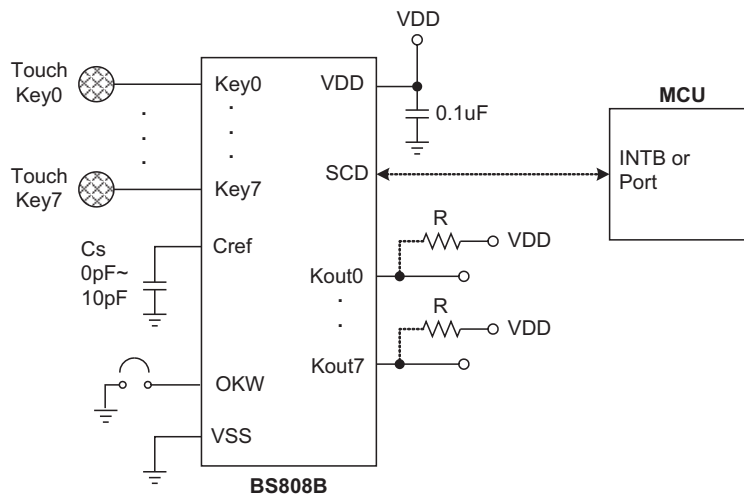 VDD
Touch
Key0
Key0
VDD
0.1uF
MCU
Touch
Key7
Key7
SCD
INTB or
Port
Cs
0pF~
10pF
Cref
R
VDD
Kout0
R
VDD
Kout7
OKW
VSS
BS808B